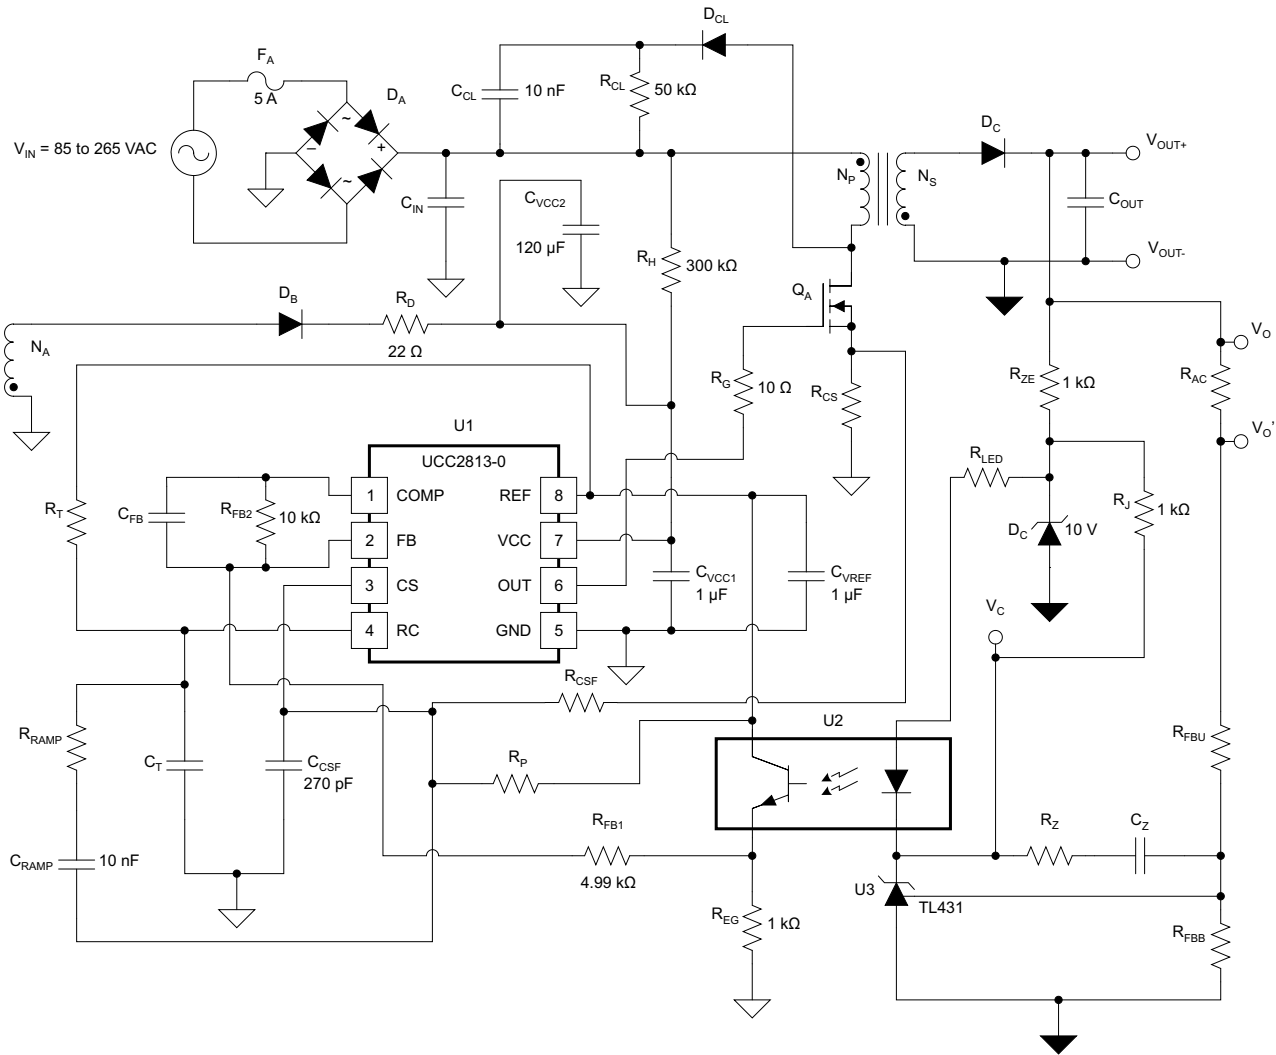 D_CL
F_A
5 A
D_A
C_CL
10 nF
R_CL
50 kΩ
V_IN = 85 to 265 VAC
~
−
+
~
D_C
V_OUT+
N_P
N_S
C_IN
C_VCC2
120 µF
C_OUT
V_OUT-
R_H
300 kΩ
Q_A
D_B
R_D
22 Ω
N_A
V_O
R_G
10 Ω
R_CS
R_ZE
1 kΩ
R_AC
V_O'
U1
UCC2813-0
R_LED
R_T
C_FB
R_FB2
10 kΩ
1
COMP
REF
8
2
FB
VCC
7
3
CS
OUT
6
4
RC
GND
5
C_VCC1
1 µF
C_VREF
1 µF
D_C
10 V
R_J
1 kΩ
V_C
R_CSF
U2
R_RAMP
C_T
C_CSF
270 pF
R_P
R_FBU
C_RAMP
10 nF
R_FB1
4.99 kΩ
R_Z
C_Z
U3
TL431
R_EG
1 kΩ
R_FBB